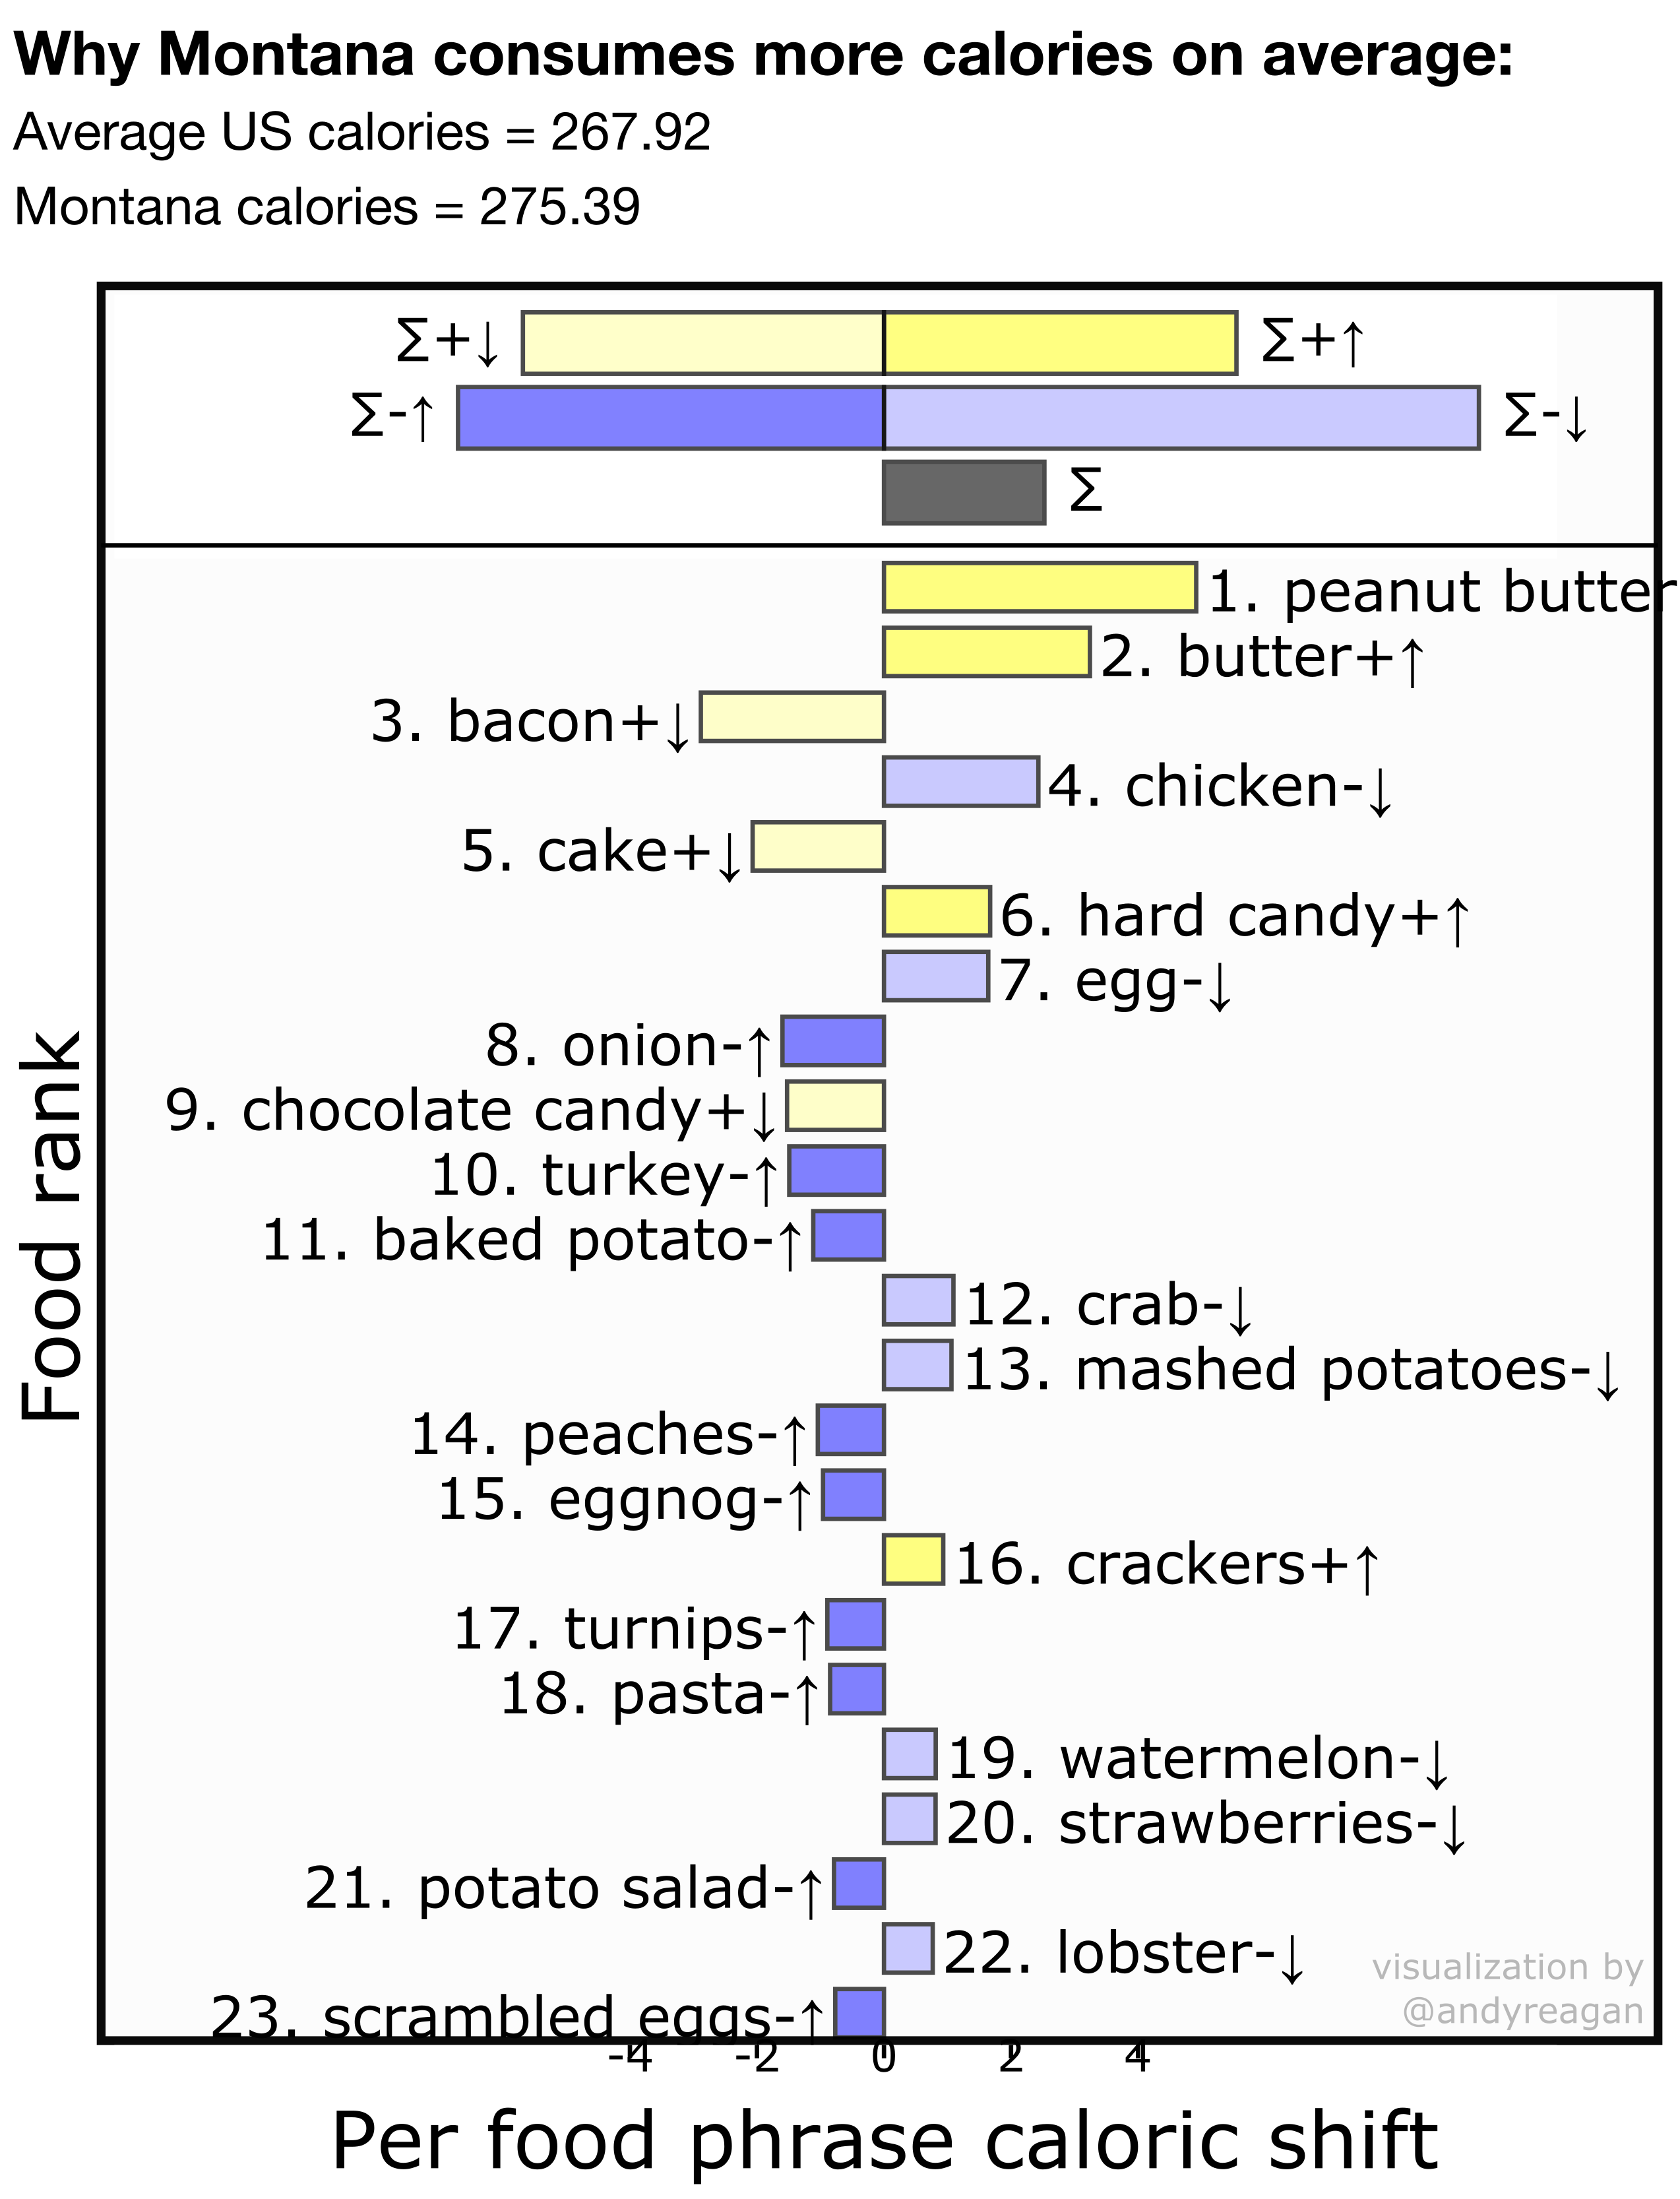 Why Montana consumes more calories on average:
Average US calories = 267.92
Montana calories = 275.39
∑+↓
∑+↑
∑-↑
∑-↓
∑
1. peanut butter
2. butter+↑
3. bacon+↓
4. chicken-↓
5. cake+↓
6. hard candy+↑
7. egg-↓
8. onion-↑
9. chocolate candy+↓
10. turkey-↑
11. baked potato-↑
12. crab-↓
13. mashed potatoes-↓
14. peaches-↑
15. eggnog-↑
16. crackers+↑
17. turnips-↑
18. pasta-↑
19. watermelon-↓
20. strawberries-↓
21. potato salad-↑
22. lobster-↓
23. scrambled eggs-↑
visualization by
@andyreagan
Food rank
-4 -2 0 2 4
Per food phrase caloric shift